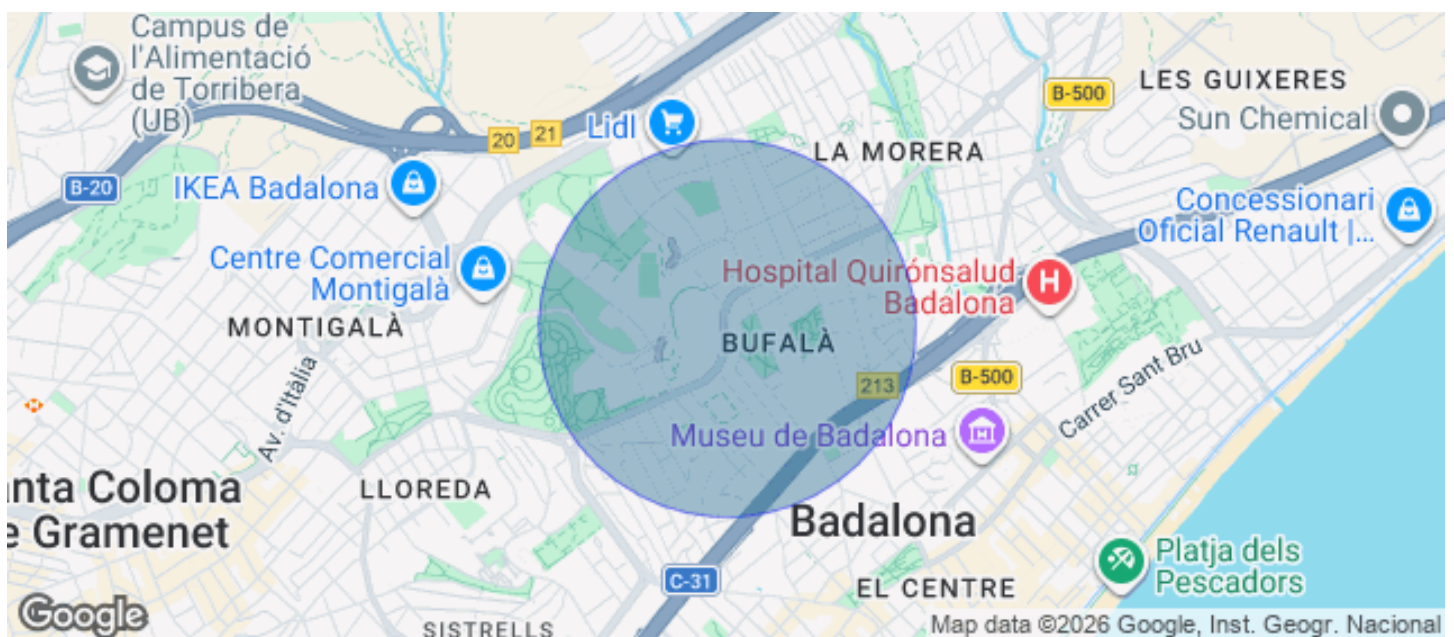 Campus de
l'Alimentació
de Torribera
(UB)
LES GUIXERES
B-500
Sun Chemical
20
21
Lidl
LA MORERA
B-20
IKEA Badalona
Concessionari
Oficial Renault |...
Centre Comercial
Montigalà
Hospital Quirónsalud
Badalona
MONTIGALÀ
BUFALÀ
Carrer Sant Bru
Av. d'Itàlia
213
B-500
Museu de Badalona
anta Coloma
e Gramenet
LLOREDA
Badalona
Platja dels
Pescadors
C-31
EL CENTRE
Google
SISTRELLS
Map data ©2026 Google, Inst. Geogr. Nacional